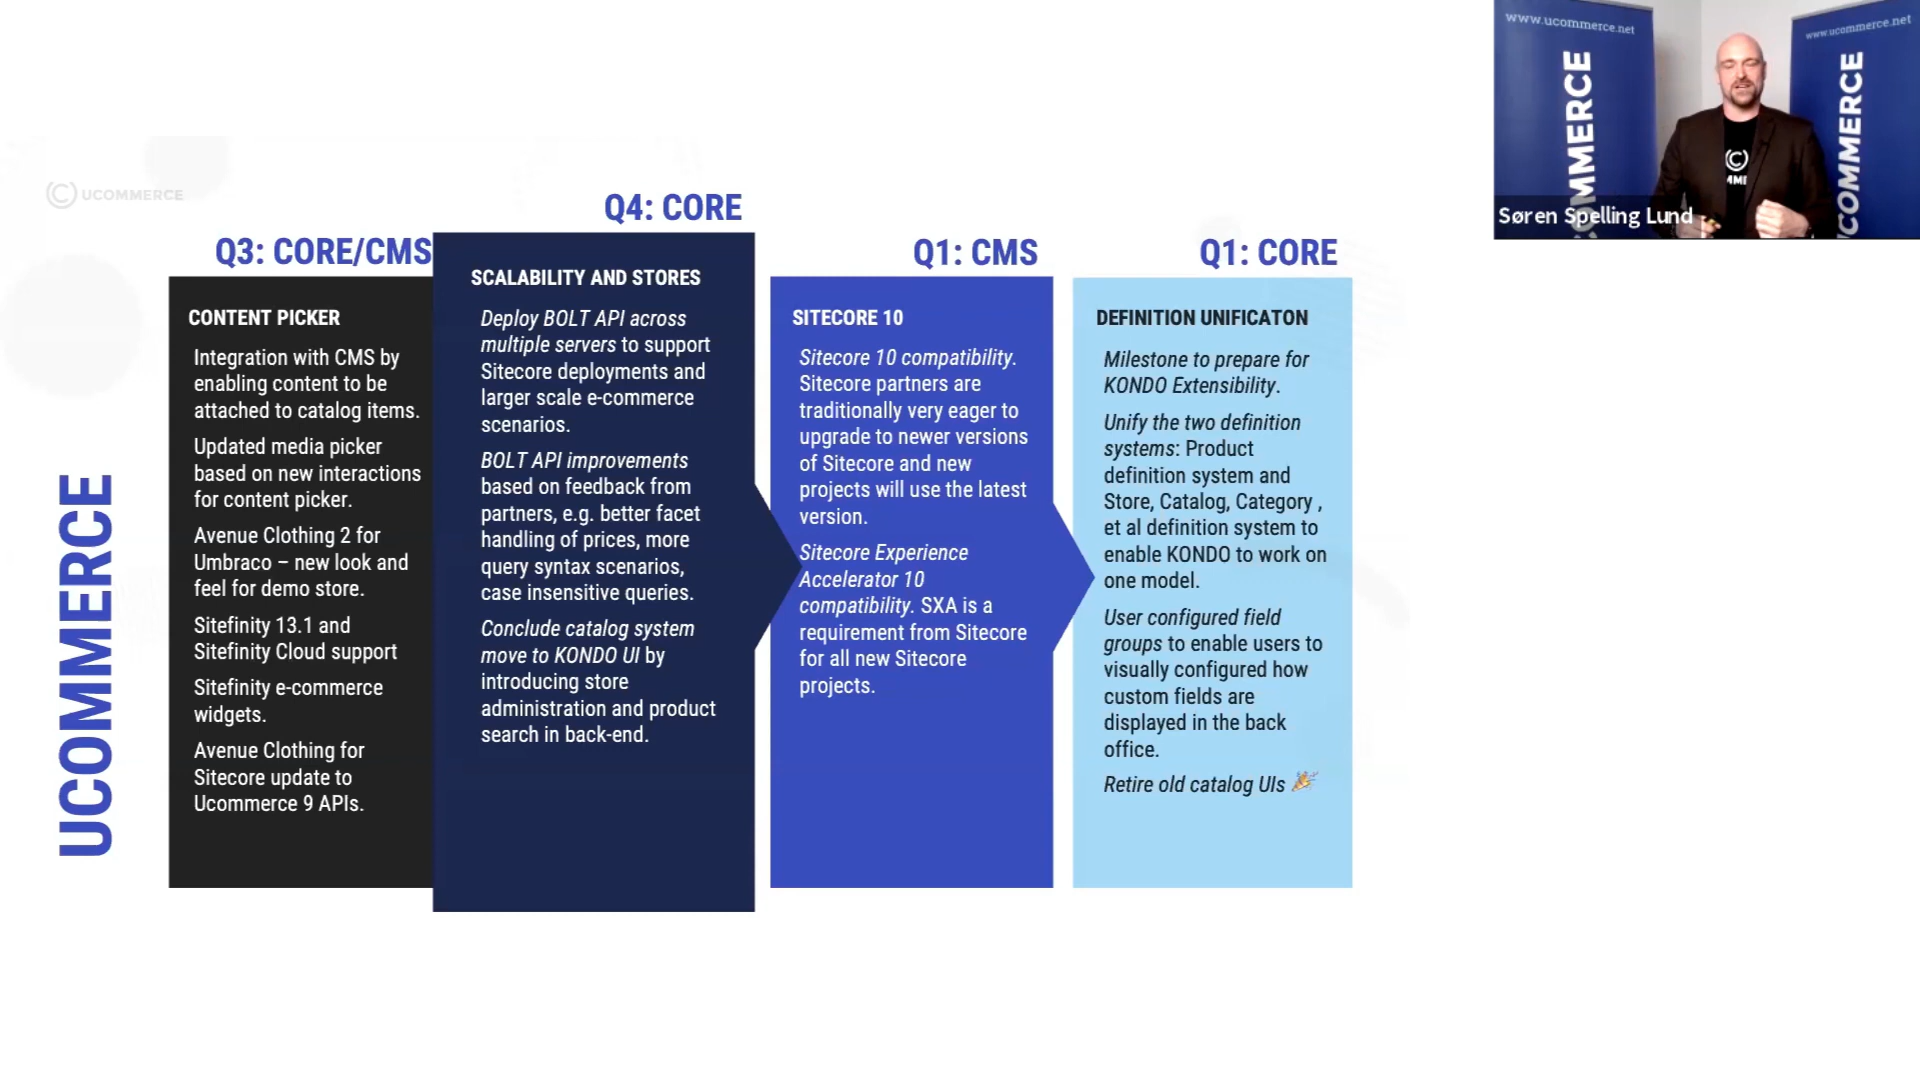 UCOMMERCE
UCOMMERCE
Q3: CORE/CMS
CONTENT PICKER
Integration with CMS by
enabling content to be
attached to catalog items.
Updated media picker
based on new interactions
for content picker.
Avenue Clothing 2 for
Umbraco – new look and
feel for demo store.
Sitefinity 13.1 and
Sitefinity Cloud support
Sitefinity e-commerce
widgets.
Avenue Clothing for
Sitecore update to
Ucommerce 9 APIs.
Q4: CORE
SCALABILITY AND STORES
Deploy BOLT API across
multiple servers to support
Sitecore deployments and
larger scale e-commerce
scenarios.
BOLT API improvements
based on feedback from
partners, e.g. better facet
handling of prices, more
query syntax scenarios,
case insensitive queries.
Conclude catalog system
move to KONDO UI by
introducing store
administration and product
search in back-end.
Q1: CMS
SITECORE 10
Sitecore 10 compatibility.
Sitecore partners are
traditionally very eager to
upgrade to newer versions
of Sitecore and new
projects will use the latest
version.
Sitecore Experience
Accelerator 10
compatibility. SXA is a
requirement from Sitecore
for all new Sitecore
projects.
Q1: CORE
DEFINITION UNIFICATON
Milestone to prepare for
KONDO Extensibility.
Unify the two definition
systems: Product
definition system and
Store, Catalog, Category ,
et al definition system to
enable KONDO to work on
one model.
User configured field
groups to enable users to
visually configured how
custom fields are
displayed in the back
office.
Retire old catalog UIs 🎉
www.ucommerce.net
OMMERCE
www.ucommerce.net
UCOMMERCE
(C)
MME
Søren Spelling Lund